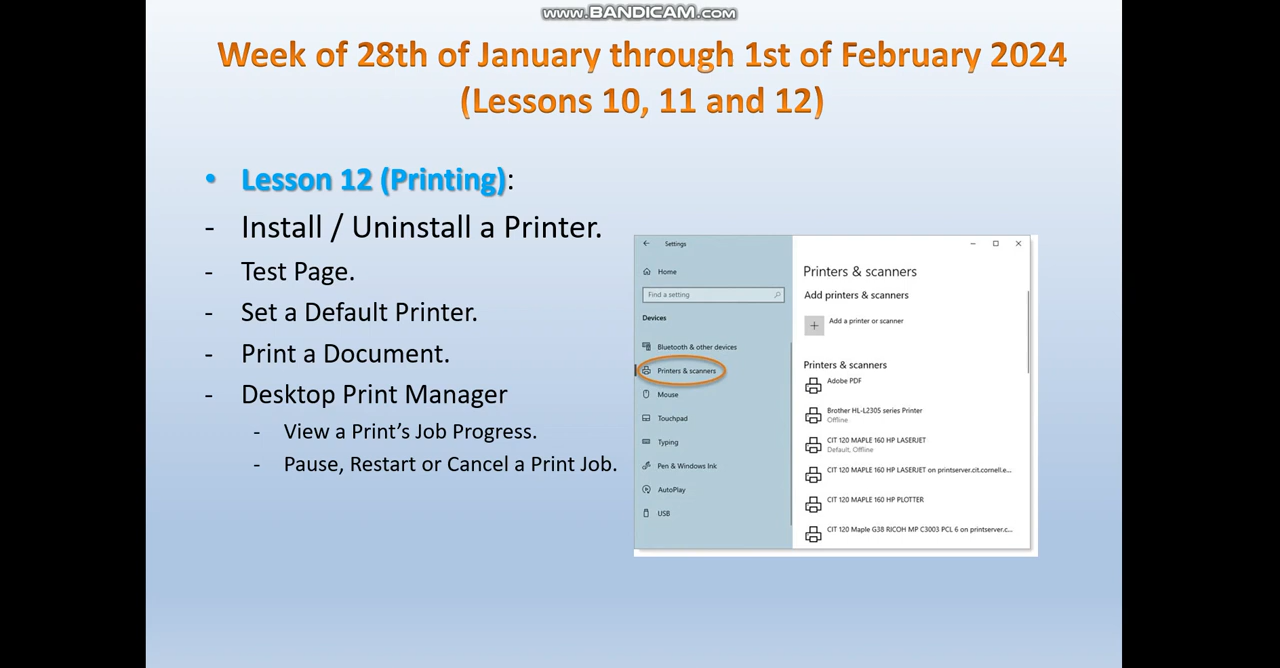 www.BANDICAM.com
Week of 28th of January through 1st of February 2024
(Lessons 10, 11 and 12)
• Lesson 12 (Printing):
- Install / Uninstall a Printer.
- Test Page.
- Set a Default Printer.
- Print a Document.
- Desktop Print Manager
- View a Print's Job Progress.
- Pause, Restart or Cancel a Print Job.
Settings
Home
Find a setting
Devices
Bluetooth & other devices
Printers & scanners
Mouse
Touchpad
Typing
Pen & Windows Ink
AutoPlay
USB
Printers & scanners
Add printers & scanners
Add a printer or scanner
Printers & scanners
Adobe PDF
Brother HL-L2305 series Printer
Offline
CIT 120 MAPLE 160 HP LASERJET
Default, Offline
CIT 120 MAPLE 160 HP LASERJET on printserver.cit.cornell.e...
CIT 120 MAPLE 160 HP PLOTTER
CIT 120 Maple G38 RICOH MP C3003 PCL 6 on printserver.c...